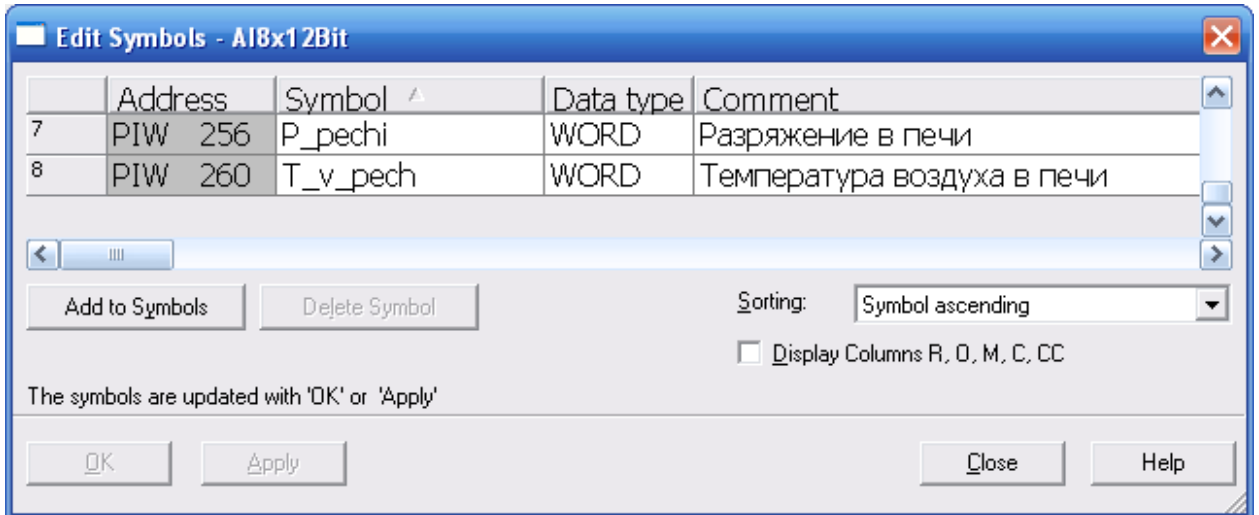 Edit Symbols - AI8x12Bit
Address Symbol Data type Comment
7 PIW 256 P_pechi WORD Разряжение в печи
8 PIW 260 T_v_pech WORD Температура воздуха в печи
Add to Symbols Delete Symbol Sorting: Symbol ascending
Display Columns R, O, M, C, CC
The symbols are updated with 'OK' or 'Apply'
OK Apply Close Help